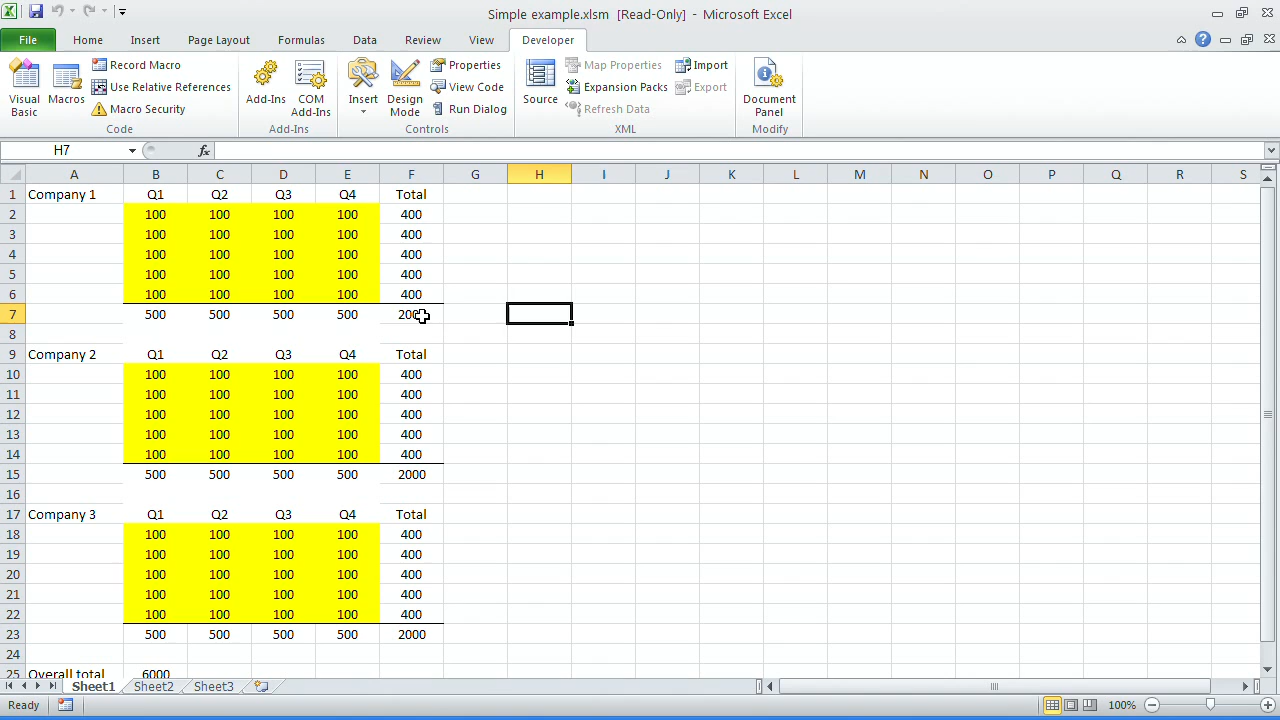 Simple example.xlsm  [Read-Only]  -  Microsoft Excel
File Home Insert Page Layout Formulas Data Review View Developer
Visual Basic
Macros
Record Macro
Use Relative References
Macro Security
Code
Add-Ins
COM Add-Ins
Add-Ins
Insert
Design Mode
Properties
View Code
Run Dialog
Controls
Source
Map Properties
Expansion Packs
Refresh Data
Import
Export
XML
Document Panel
Modify
H7 fx
A B C D E F G H I J K L M N O P Q R S
1 Company 1 Q1 Q2 Q3 Q4 Total
2 100 100 100 100 400
3 100 100 100 100 400
4 100 100 100 100 400
5 100 100 100 100 400
6 100 100 100 100 400
7 500 500 500 500 2000
8
9 Company 2 Q1 Q2 Q3 Q4 Total
10 100 100 100 100 400
11 100 100 100 100 400
12 100 100 100 100 400
13 100 100 100 100 400
14 100 100 100 100 400
15 500 500 500 500 2000
16
17 Company 3 Q1 Q2 Q3 Q4 Total
18 100 100 100 100 400
19 100 100 100 100 400
20 100 100 100 100 400
21 100 100 100 100 400
22 100 100 100 100 400
23 500 500 500 500 2000
24
25 Overall total 6000
Sheet1 Sheet2 Sheet3
Ready 100%